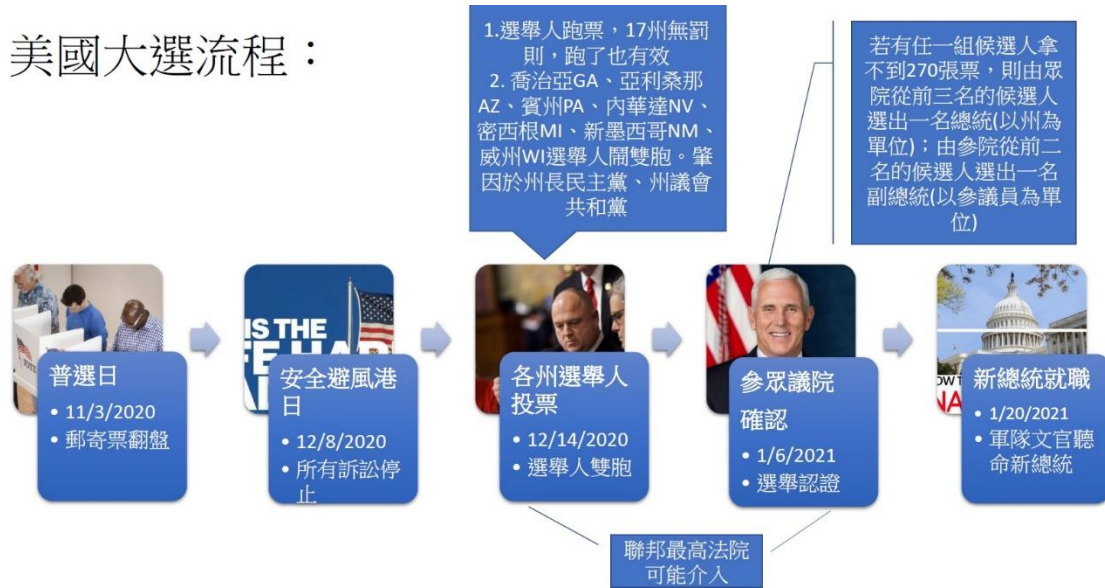 美國大選流程：
1.選舉人跑票，17州無罰
則，跑了也有效
2. 喬治亞GA、亞利桑那
AZ、賓州PA、內華達NV、
密西根MI、新墨西哥NM、
威州WI選舉人鬧雙胞。肇
因於州長民主黨、州議會
共和黨
若有任一組候選人拿
不到270張票，則由眾
院從前三名的候選人
選出一名總統(以州為
單位)；由參院從前二
名的候選人選出一名
副總統(以參議員為單
位)
普選日
• 11/3/2020
• 郵寄票翻盤
IS THE
安全避風港
日
• 12/8/2020
• 所有訴訟停
止
各州選舉人
投票
• 12/14/2020
• 選舉人雙胞
參眾議院
確認
• 1/6/2021
• 選舉認證
新總統就職
• 1/20/2021
• 軍隊文官聽
命新總統
聯邦最高法院
可能介入